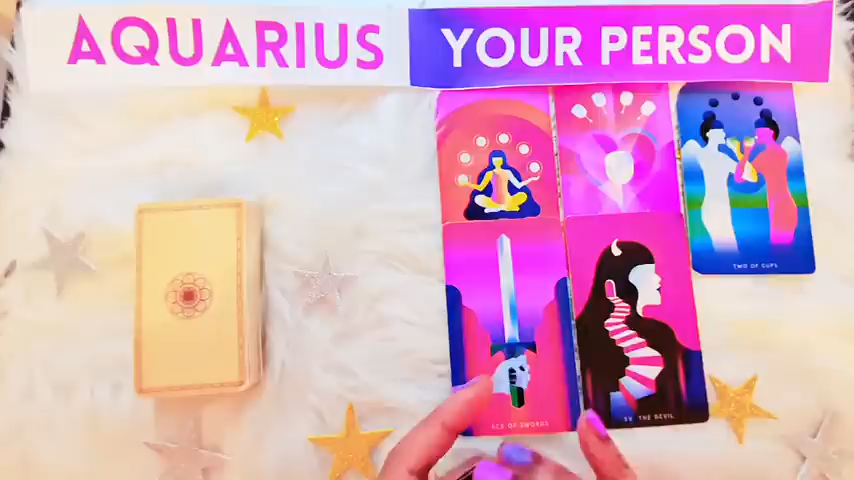 AQUARIUS YOUR PERSON
TWO OF CUPS
ACE OF SWORDS
XV THE DEVIL